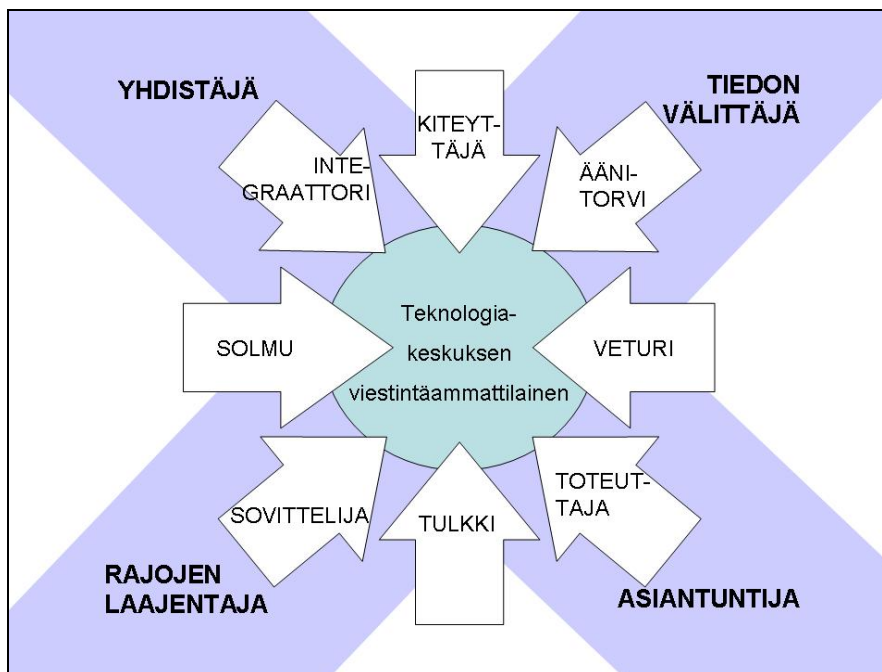 YHDISTÄJÄ
TIEDON
VÄLITTÄJÄ
KITEYT-
TÄJÄ
INTE-
GRAATTORI
ÄÄNI-
TORVI
SOLMU
Teknologia-
keskuksen
viestintäammattilainen
VETURI
SOVITTELIJA
TULKKI
TOTEUT-
TAJA
RAJOJEN
LAAJENTAJA
ASIANTUNTIJA